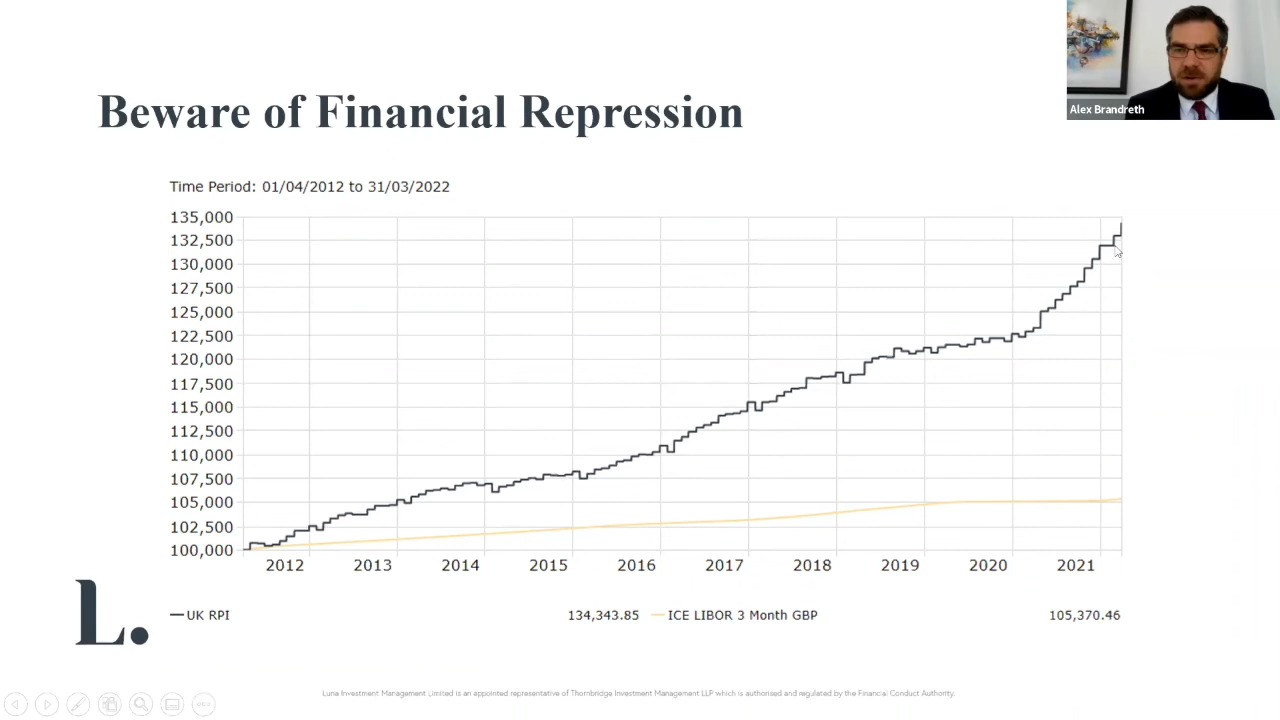 Alex Brandreth
Beware of Financial Repression
Time Period: 01/04/2012 to 31/03/2022
135,000
132,500
130,000
127,500
125,000
122,500
120,000
117,500
115,000
112,500
110,000
107,500
105,000
102,500
100,000
2012 2013 2014 2015 2016 2017 2018 2019 2020 2021
UK RPI 134,343.85 ICE LIBOR 3 Month GBP 105,370.46
L.
Luna Investment Management Limited is an appointed representative of Thornbridge Investment Management LLP which is authorised and regulated by the Financial Conduct Authority.